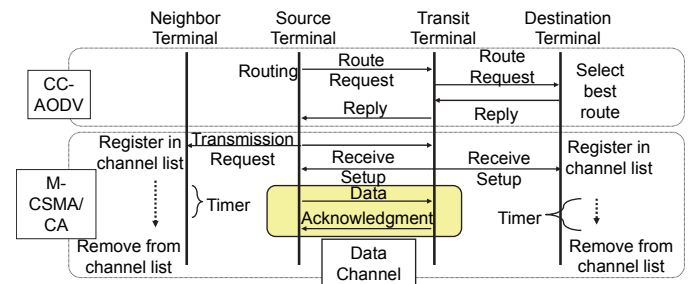 Neighbor Terminal
Source Terminal
Transit Terminal
Destination Terminal
CC-
AODV
Routing
Route
Request
Route
Request
Select
best
route
Reply
Reply
M-
CSMA/
CA
Register in
channel list
Transmission
Request
Receive
Setup
Receive
Setup
Register in
channel list
Timer
Data
Acknowledgment
Timer
Remove from
channel list
Data
Channel
Remove from
channel list